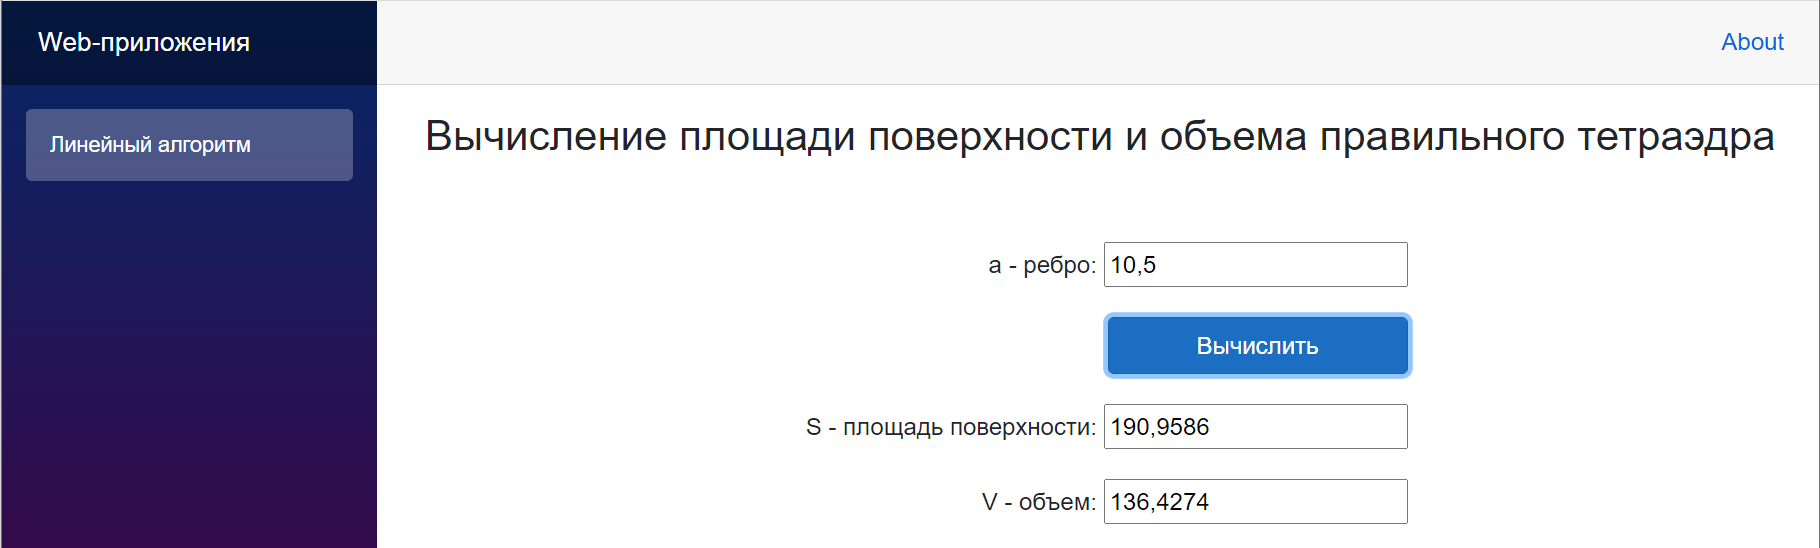 Web-приложения
About
Линейный алгоритм
Вычисление площади поверхности и объема правильного тетраэдра
a - ребро: 10,5
Вычислить
S - площадь поверхности: 190,9586
V - объем: 136,4274